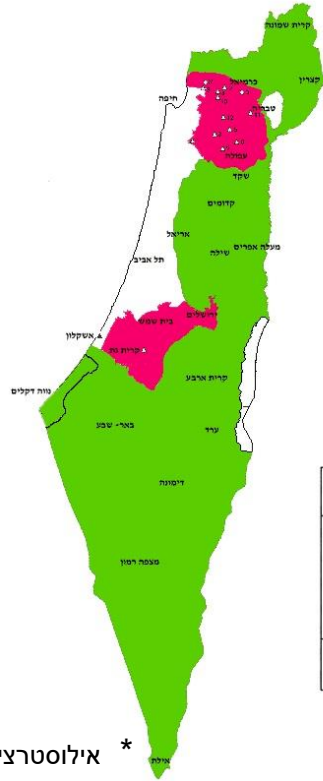 קרית שמונה
קצרין
כרמיאל
טבריה
חיפה
עפולה
שקד
קדומים
אריאל
מעלה אפרים
שילה
תל אביב
ירושלים
בית שמש
אשקלון
קרית גת
קרית ארבע
נווה דקלים
באר- שבע
ערד
דימונה
מצפה רמון
אילת
* אילוסטרצי